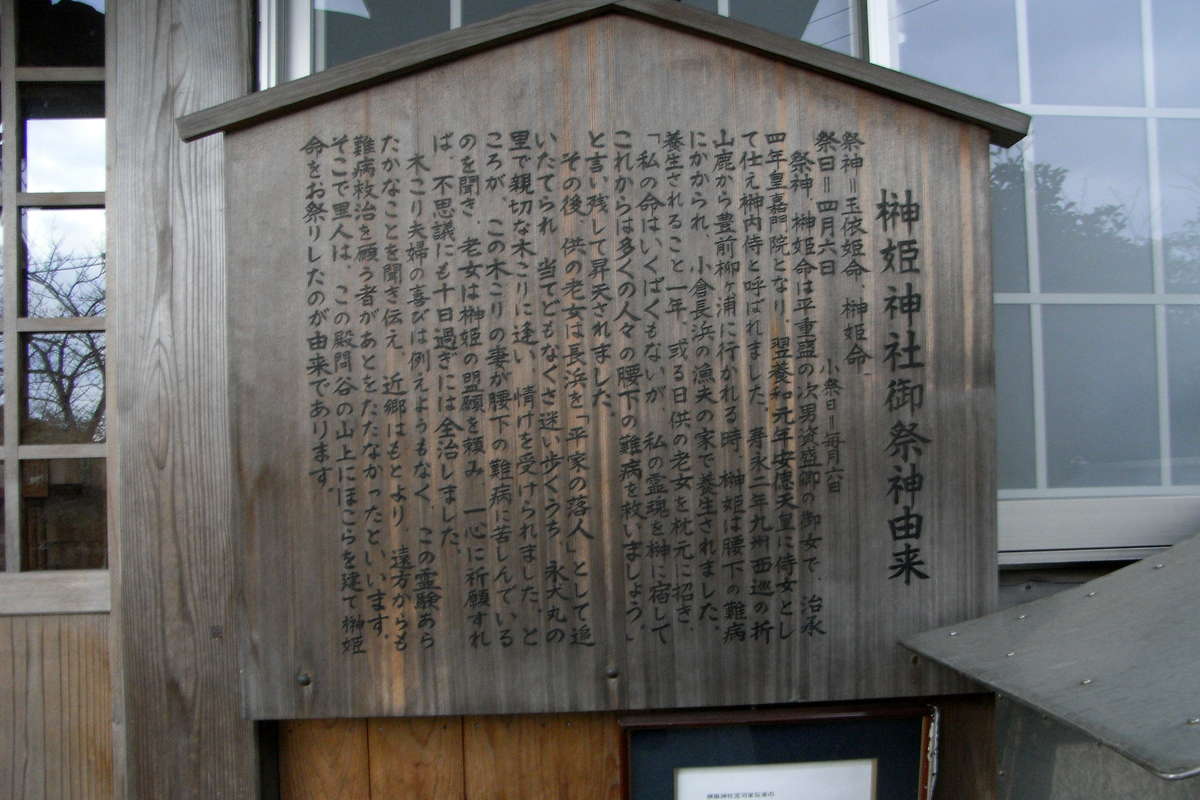 榊姫神社御祭神由来
祭神＝玉依姫命、榊姫命
祭日＝四月六日　小祭日＝毎月六日
祭神、榊姫命は平重盛の次男資盛卿の御女で、治承
四年皇嘉門院となり、翌養和元年安徳天皇に侍女とし
て仕え榊内侍と呼ばれました。寿永二年九州西巡の折
山鹿から豊前柳ヶ浦に行かれる時、榊姫は腰下の難病
にかかられ、小倉長浜の漁夫の家で養生されました。
養生されること一年、或る日供の老女を枕元に招き、
「私の命はいくばくもないが、私の霊魂を榊に宿して
これからは多くの人々の腰下の難病を救いましょう」
と言い残して昇天されました。
その後、供の老女は長浜を「平家の落人」として追
いたてられ、当てどもなくさ迷い歩くうち、永犬丸の
里で親切な木こりに逢い、情けを受けられました。と
ころが、この木こりの妻が腰下の難病に苦しんでいる
のを聞き、老女は榊姫の盟願を頼み、一心に祈願すれ
ば、不思議にも十日過ぎには全治しました。
木こり夫婦の喜びは例えようもなく、この霊験あら
たかなことを聞き伝え、近郷はもとより、遠方からも
難病救治を願う者があとをたたなかったといいます。
そこで里人は、この殿問谷の山上にほこらを建て榊姫
命をお祭りしたのが由来であります。